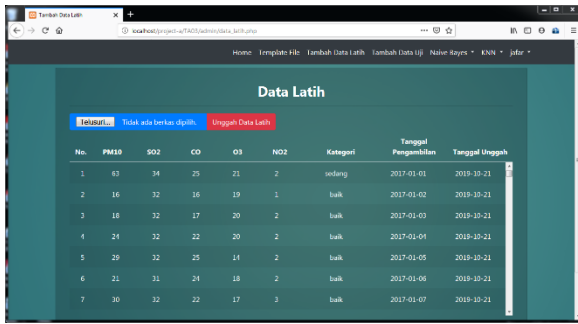 Tambah Data Latih
localhost/project-a/TA03/admin/data_latih.php
Home Template File Tambah Data Latih Tambah Data Uji Naive Bayes KNN jafar
Data Latih
Telusuri... Tidak ada berkas dipilih. Unggah Data Latih
No. PM10 SO2 CO O3 NO2 Kategori Tanggal Pengambilan Tanggal Unggah
1 63 34 25 21 2 sedang 2017-01-01 2019-10-21
2 16 32 16 19 1 baik 2017-01-02 2019-10-21
3 18 32 17 20 2 baik 2017-01-03 2019-10-21
4 24 32 22 20 2 baik 2017-01-04 2019-10-21
5 29 32 25 14 2 baik 2017-01-05 2019-10-21
6 21 31 24 18 2 baik 2017-01-06 2019-10-21
7 30 32 22 17 3 baik 2017-01-07 2019-10-21